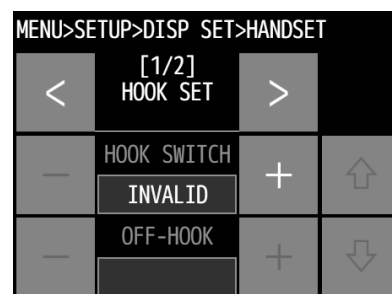 MENU>SETUP>DISP SET>HANDSET
[1/2]
< HOOK SET >
HOOK SWITCH
− INVALID +
OFF-HOOK
− +